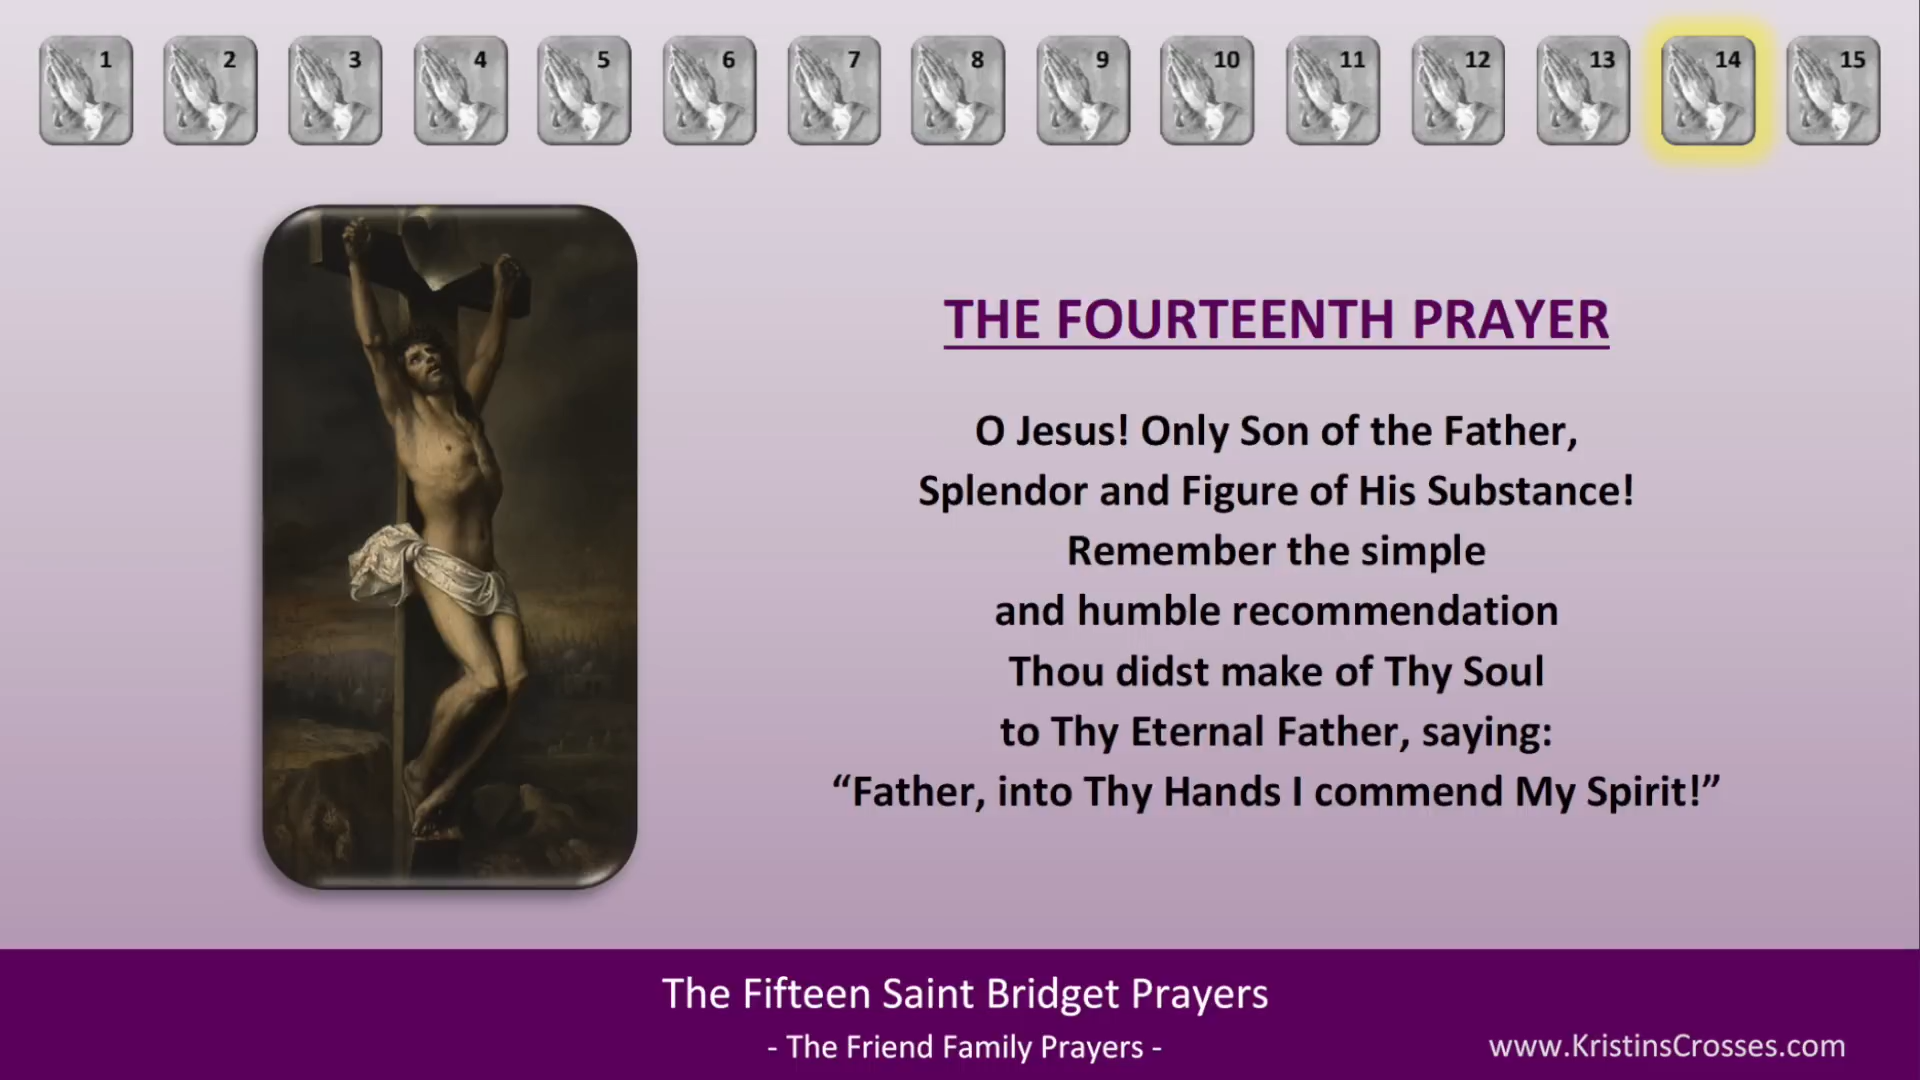 1 2 3 4 5 6 7 8 9 10 11 12 13 14 15
THE FOURTEENTH PRAYER
O Jesus! Only Son of the Father,
Splendor and Figure of His Substance!
Remember the simple
and humble recommendation
Thou didst make of Thy Soul
to Thy Eternal Father, saying:
“Father, into Thy Hands I commend My Spirit!”
The Fifteen Saint Bridget Prayers
- The Friend Family Prayers -
www.KristinsCrosses.com